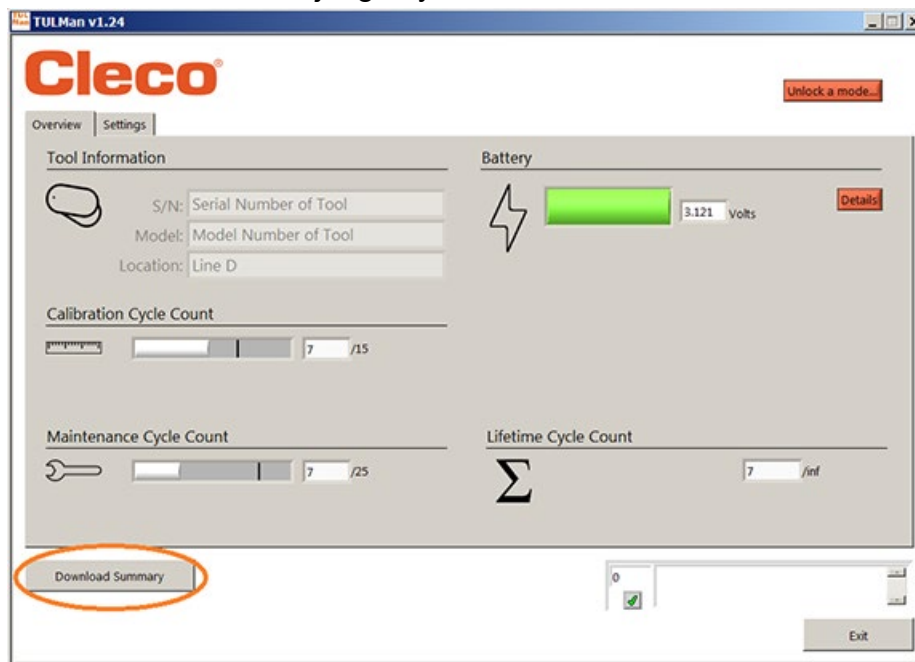 TULMan v1.24
Cleco®
Unlock a mode...
Overview
Settings
Tool Information
S/N: Serial Number of Tool
Model: Model Number of Tool
Location: Line D
Battery
3.121 Volts
Details
Calibration Cycle Count
7 /15
Maintenance Cycle Count
7 /25
Lifetime Cycle Count
Σ
7 /inf
Download Summary
0
Exit